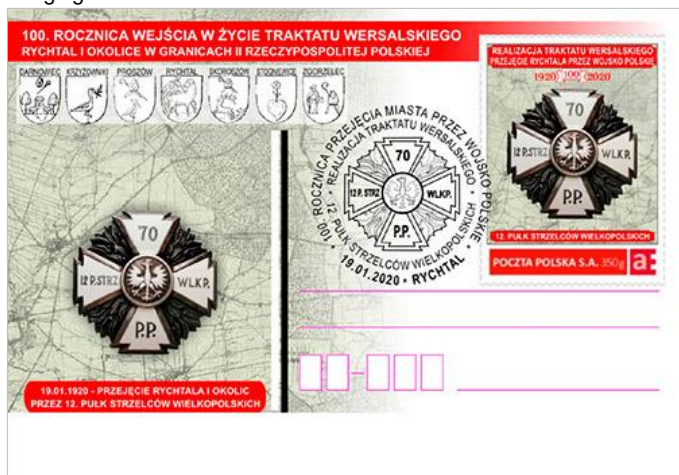 100. ROCZNICA WEJŚCIA W ŻYCIE TRAKTATU WERSALSKIEGO
RYCHTAL I OKOLICE W GRANICACH II RZECZYPOSPOLITEJ POLSKIEJ
DARNOWIEC KRZYŻOWNIKI PROSZÓW RYCHTAL SKOROSZÓW STOGNIEWICE ZGORZELEC
REALIZACJA TRAKTATU WERSALSKIEGO
PRZEJĘCIE RYCHTALA PRZEZ WOJSKO POLSKIE
1920 100 2020
70
12 P. STRZ WLKP.
P.P.
12. PUŁK STRZELCÓW WIELKOPOLSKICH
POCZTA POLSKA S.A. 350g a
100. ROCZNICA PRZEJĘCIA MIASTA PRZEZ WOJSKO POLSKIE
REALIZACJA TRAKTATU WERSALSKIEGO
70
12 P. STRZ WLKP.
P.P.
12. PUŁK STRZELCÓW WIELKOPOLSKICH
19.01.2020 • RYCHTAL
70
12 P.STRZ WLKP.
P.P.
19.01.1920 - PRZEJĘCIE RYCHTALA I OKOLIC
PRZEZ 12. PUŁK STRZELCÓW WIELKOPOLSKICH